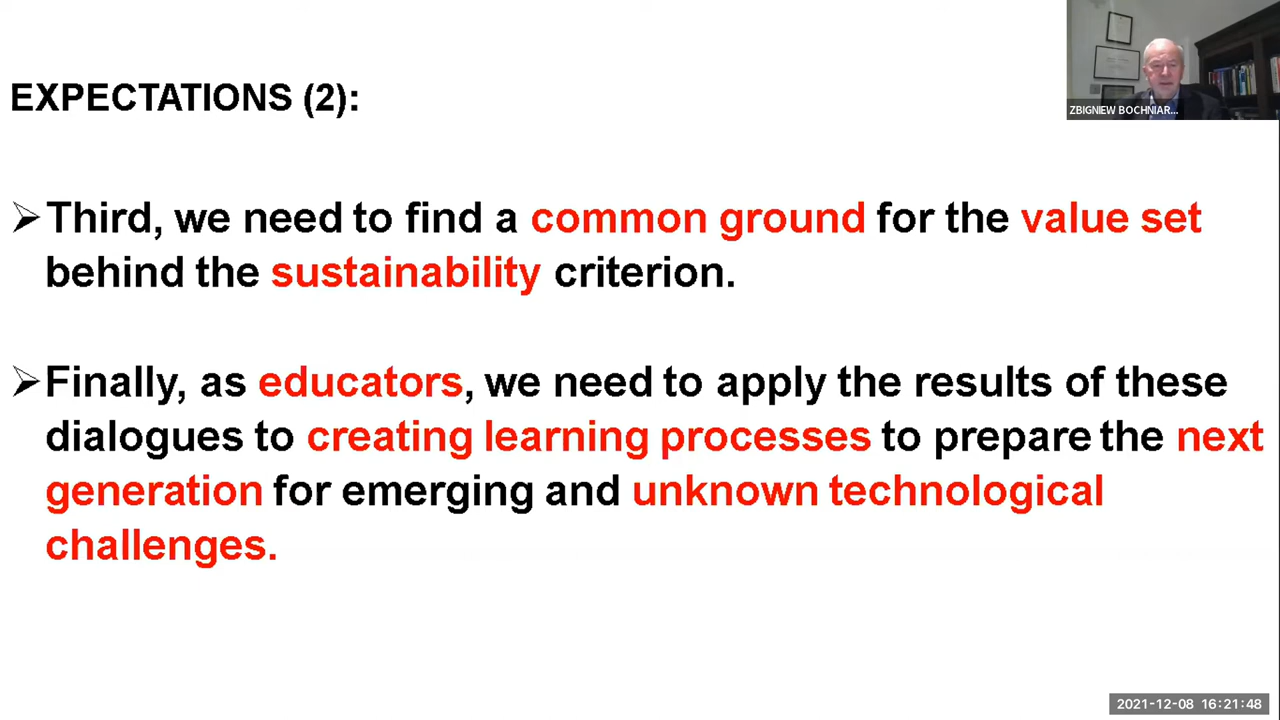 EXPECTATIONS (2):
ZBIGNIEW BOCHNIAR...
➢Third, we need to find a common ground for the value set
behind the sustainability criterion.
➢Finally, as educators, we need to apply the results of these
dialogues to creating learning processes to prepare the next
generation for emerging and unknown technological
challenges.
2021-12-08 16:21:48